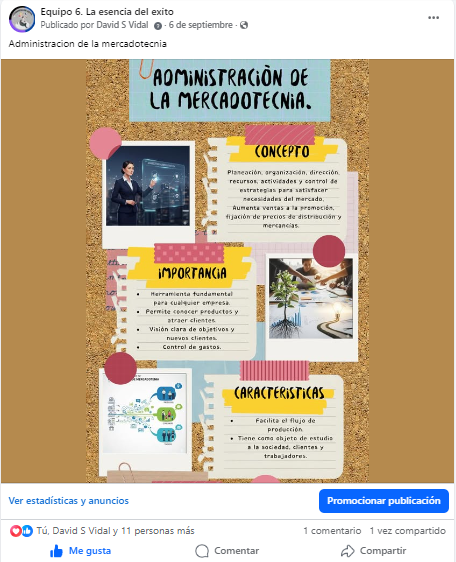 Equipo 6. La esencia del exito
Publicado por David S Vidal · 6 de septiembre ·
Administracion de la mercadotecnia
ADMINISTRACIÒN DE
LA MERCADOTECNIA.
CONCEPTO
Planeación, organización, dirección,
recursos, actividades y control de
estrategias para satisfacer
necesidades del mercado.
Aumenta ventas a la promoción,
fijación de precios de distribución y
mercancías.
IMPORTANCIA
• Herramienta fundamental
para cualquier empresa.
• Permite conocer productos y
atraer clientes.
• Visión clara de objetivos y
nuevos clientes.
• Control de gastos.
CARACTERISTICAS
• Facilita el flujo de
producción.
• Tiene como objeto de estudio
a la sociedad, clientes y
trabajadores.
Ver estadísticas y anuncios
Promocionar publicación
Tú, David S Vidal y 11 personas más
1 comentario 1 vez compartido
Me gusta
Comentar
Compartir